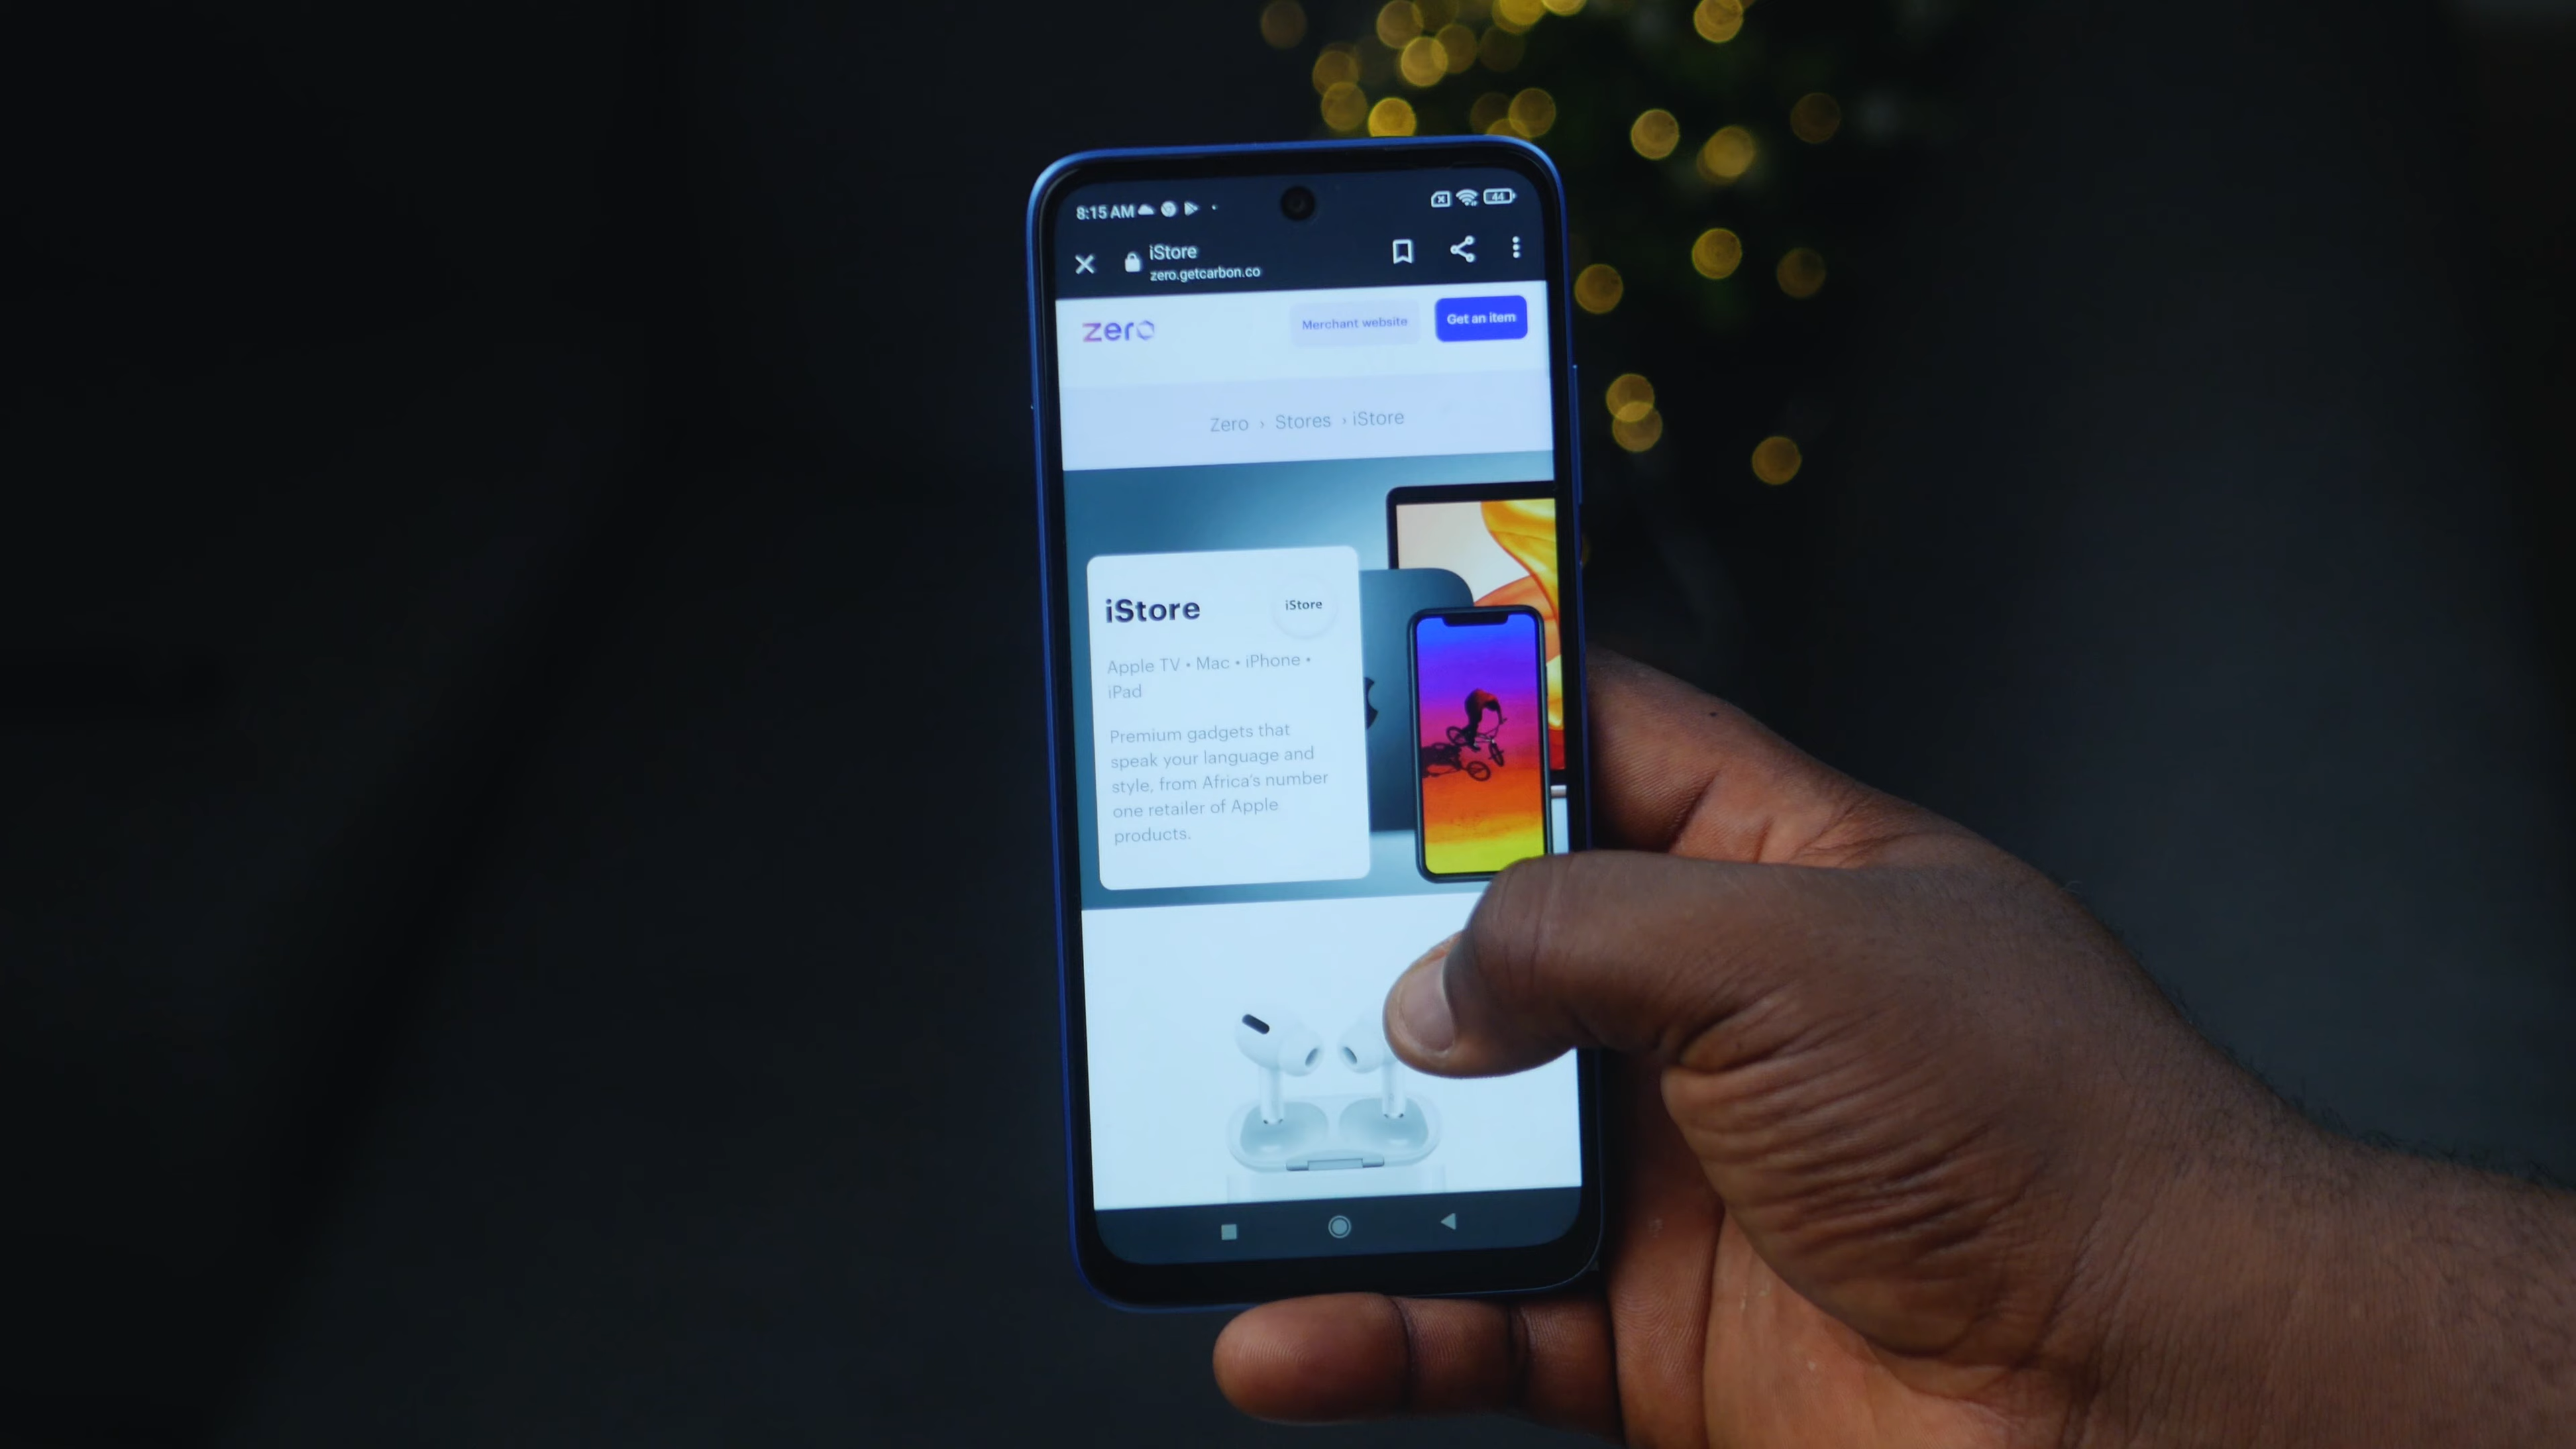 8:15 AM
44
iStore
zero.getcarbon.co
zero
Merchant website
Get an item
Zero › Stores › iStore
iStore
iStore
Apple TV • Mac • iPhone •
iPad
Premium gadgets that
speak your language and
style, from Africa's number
one retailer of Apple
products.